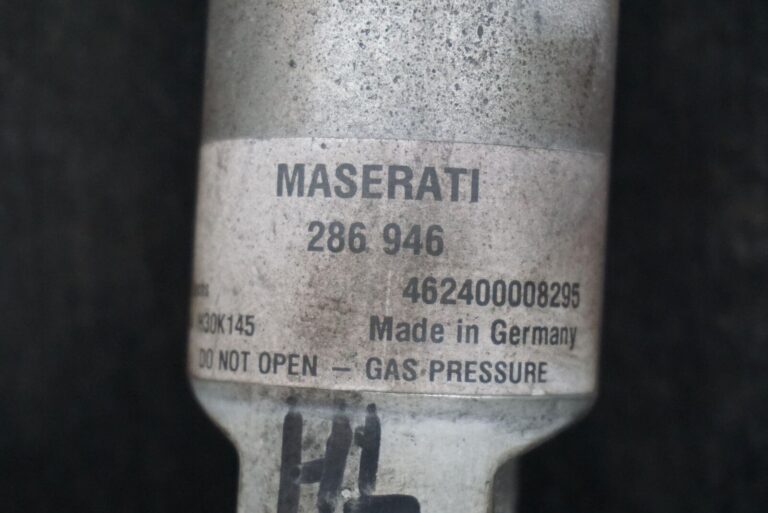 MASERATI
286 946
462400008295
H30K145 Made in Germany
DO NOT OPEN — GAS PRESSURE
HL